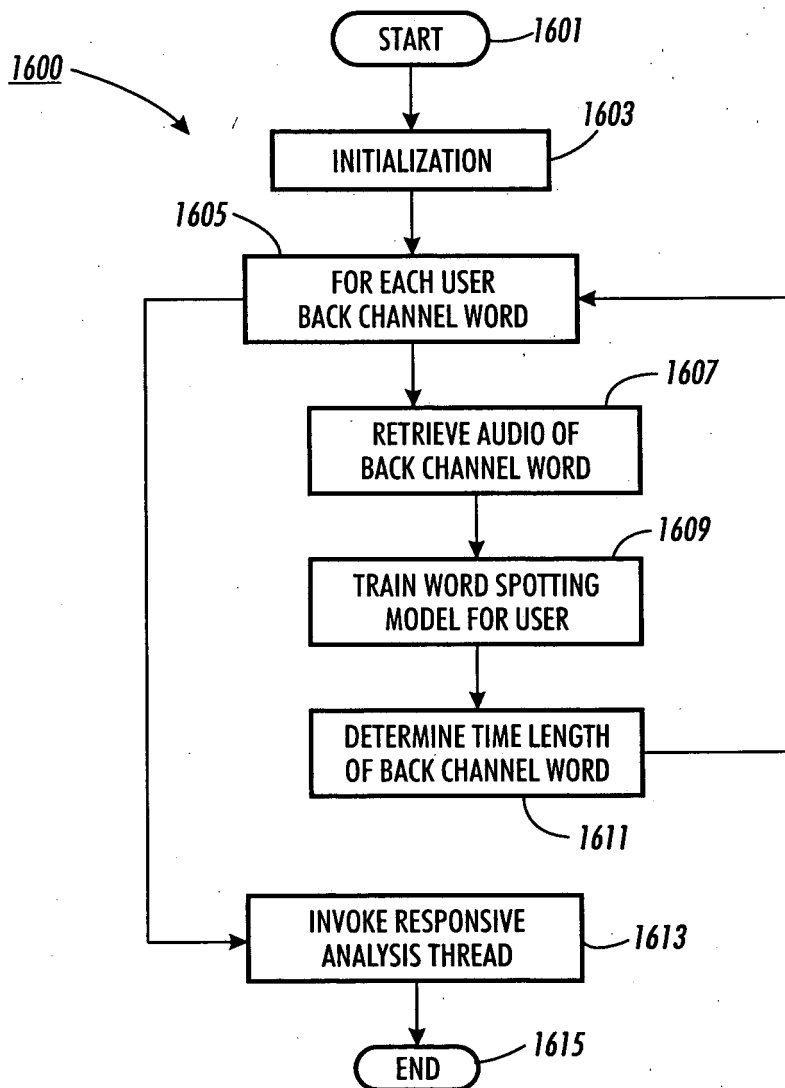 START
1601
1600
1603
INITIALIZATION
1605
FOR EACH USER
BACK CHANNEL WORD
1607
RETRIEVE AUDIO OF
BACK CHANNEL WORD
1609
TRAIN WORD SPOTTING
MODEL FOR USER
DETERMINE TIME LENGTH
OF BACK CHANNEL WORD
1611
INVOKE RESPONSIVE
ANALYSIS THREAD
1613
END
1615